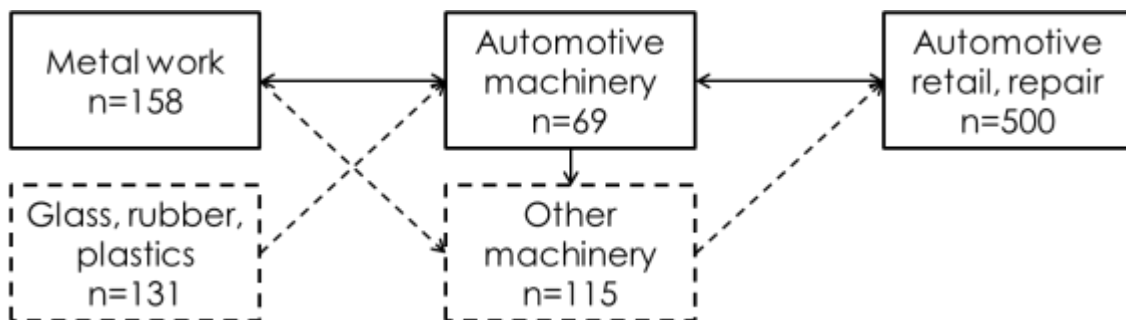 Metal work
n=158
Automotive
machinery
n=69
Automotive
retail, repair
n=500
Glass, rubber,
plastics
n=131
Other
machinery
n=115